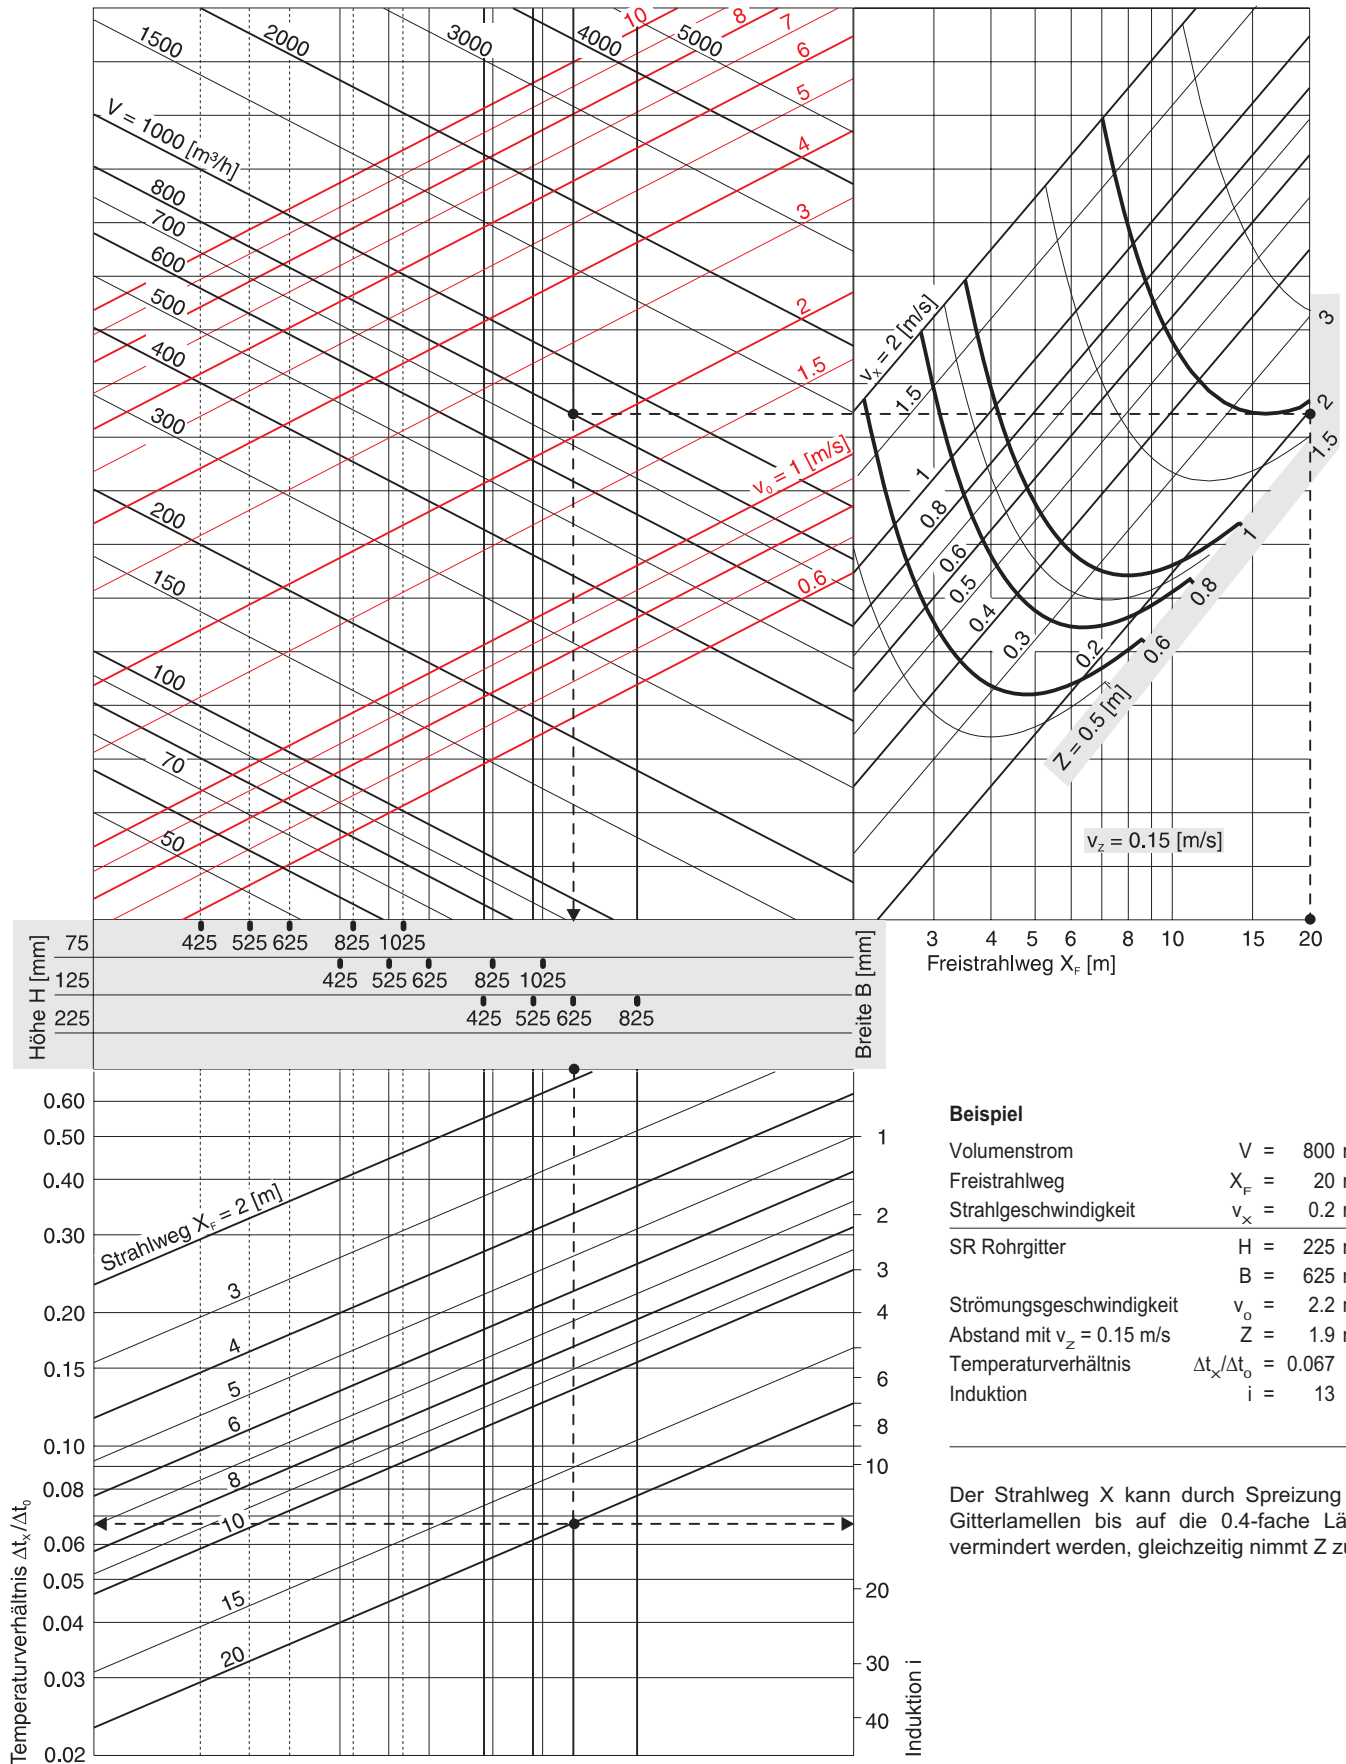 1500
2000
3000
4000
5000
10
8
7
6
5
4
3
2
1.5
V = 1000 [m³/h]
800
700
600
500
400
300
200
150
100
70
50
v₀ = 1 [m/s]
0.6
vₓ = 2 [m/s]
1.5
1
0.8
0.6
0.5
0.4
0.3
0.2
3
2
1.5
1
0.8
0.6
Z = 0.5 [m]
v_Z = 0.15 [m/s]
3 4 5 6 8 10 15 20
Freistrahlweg X_F [m]
Höhe H [mm]
Breite B [mm]
75 425 525 625 825 1025
125 425 525 625 825 1025
225 425 525 625 825
0.60
0.50
0.40
0.30
0.20
0.15
0.10
0.08
0.06
0.05
0.04
0.03
0.02
Temperaturverhältnis Δtₓ/Δt₀
Strahlweg X_F = 2 [m]
3
4
5
6
8
10
15
20
1
2
3
4
6
8
10
20
30
40
Induktion i
Beispiel
Volumenstrom V = 800
Freistrahlweg X_F = 20
Strahlgeschwindigkeit vₓ = 0.2
SR Rohrgitter H = 225
B = 625
Strömungsgeschwindigkeit v₀ = 2.2
Abstand mit v_Z = 0.15 m/s Z = 1.9
Temperaturverhältnis Δtₓ/Δt₀ = 0.067
Induktion i = 13
Der Strahlweg X kann durch Spreizung
Gitterlamellen bis auf die 0.4-fache
vermindert werden, gleichzeitig nimmt Z